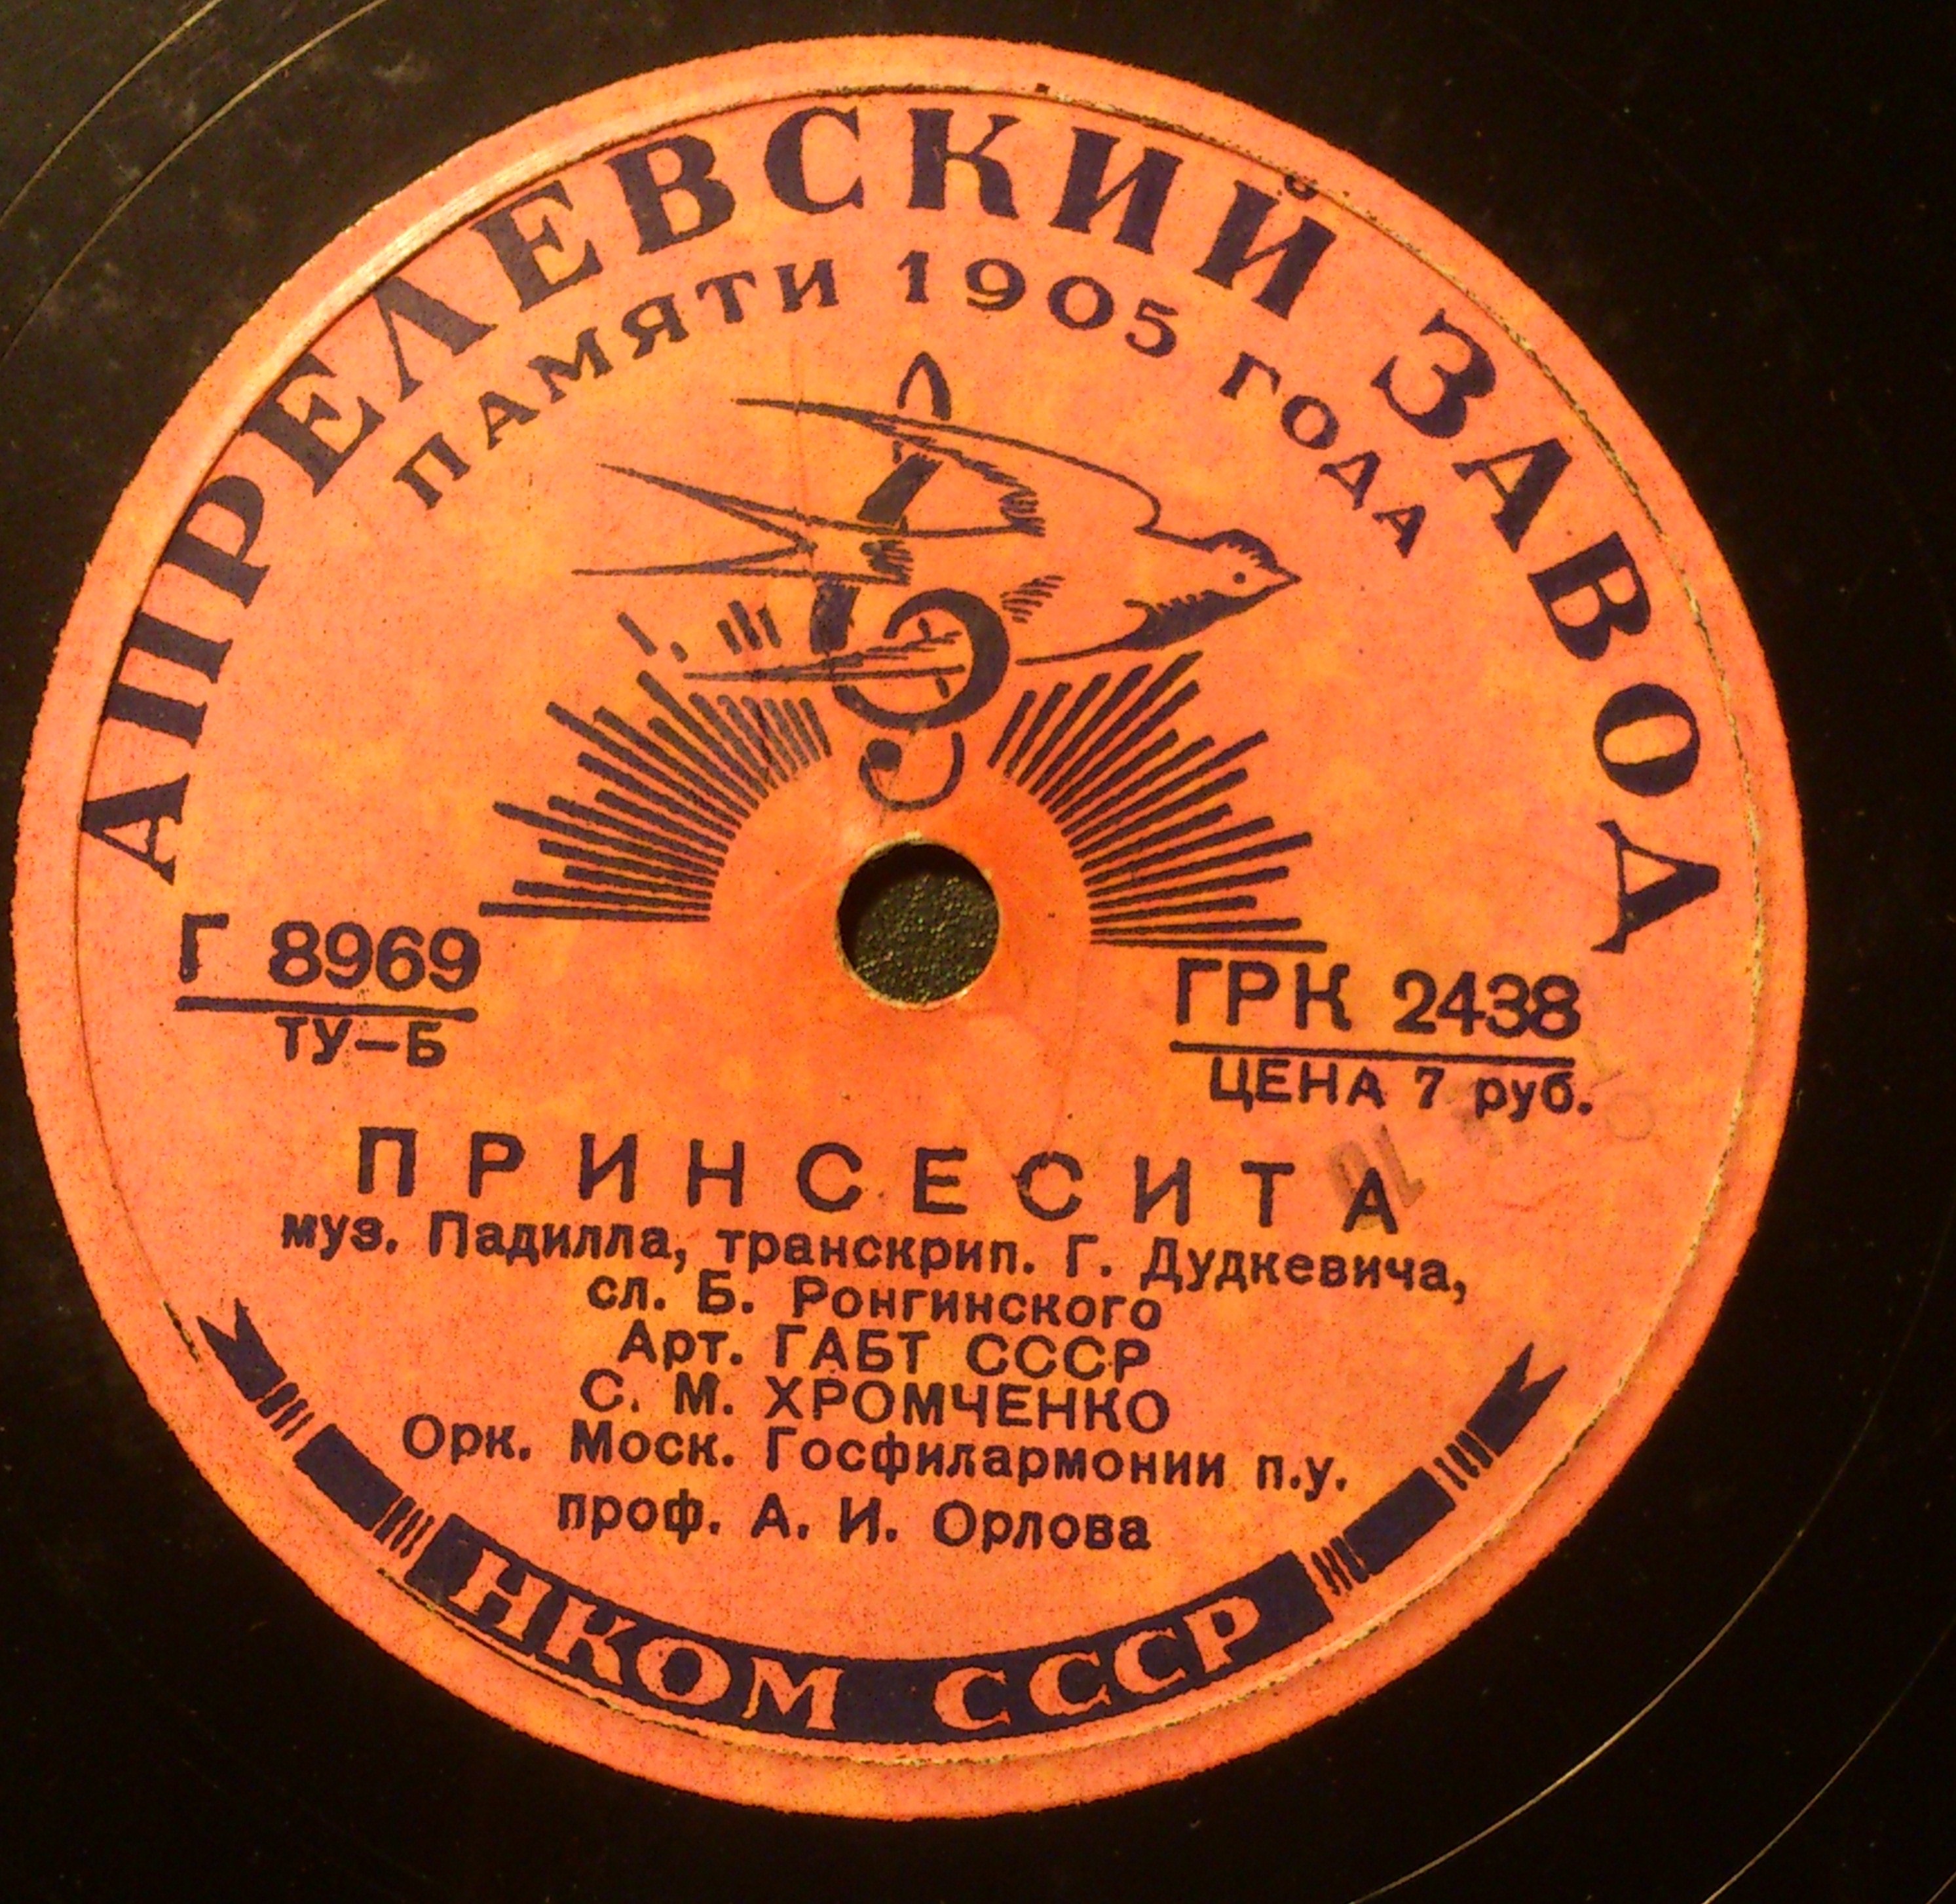 АПРЕЛЕВСКИЙ ЗАВОД
ПАМЯТИ 1905 ГОДА
Г 8969
ТУ-Б
ГРК 2438
ЦЕНА 7 руб.
ПРИНСЕСИТА
муз. Падилла, транскрип. Г. Дудкевича,
сл. Б. Ронгинского
Арт. ГАБТ СССР
С. М. ХРОМЧЕНКО
Орк. Моск. Госфилармонии п.у.
проф. А. И. Орлова
НКОМ СССР